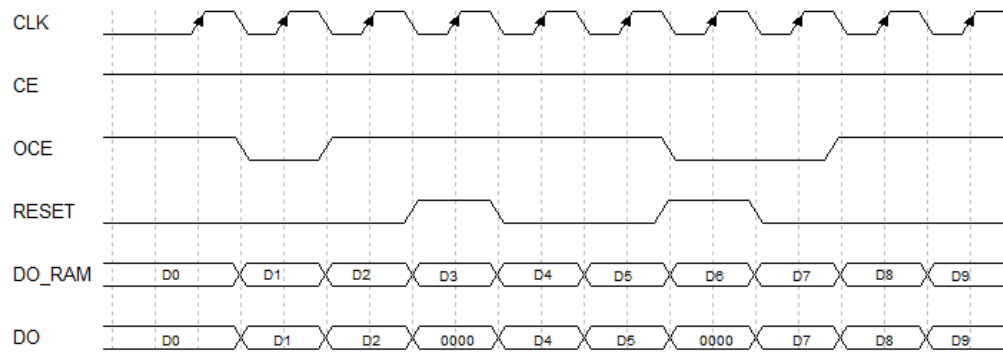 CLK
CE
OCE
RESET
DO_RAM D0 D1 D2 D3 D4 D5 D6 D7 D8 D9
DO D0 D1 D2 0000 D4 D5 0000 D7 D8 D9